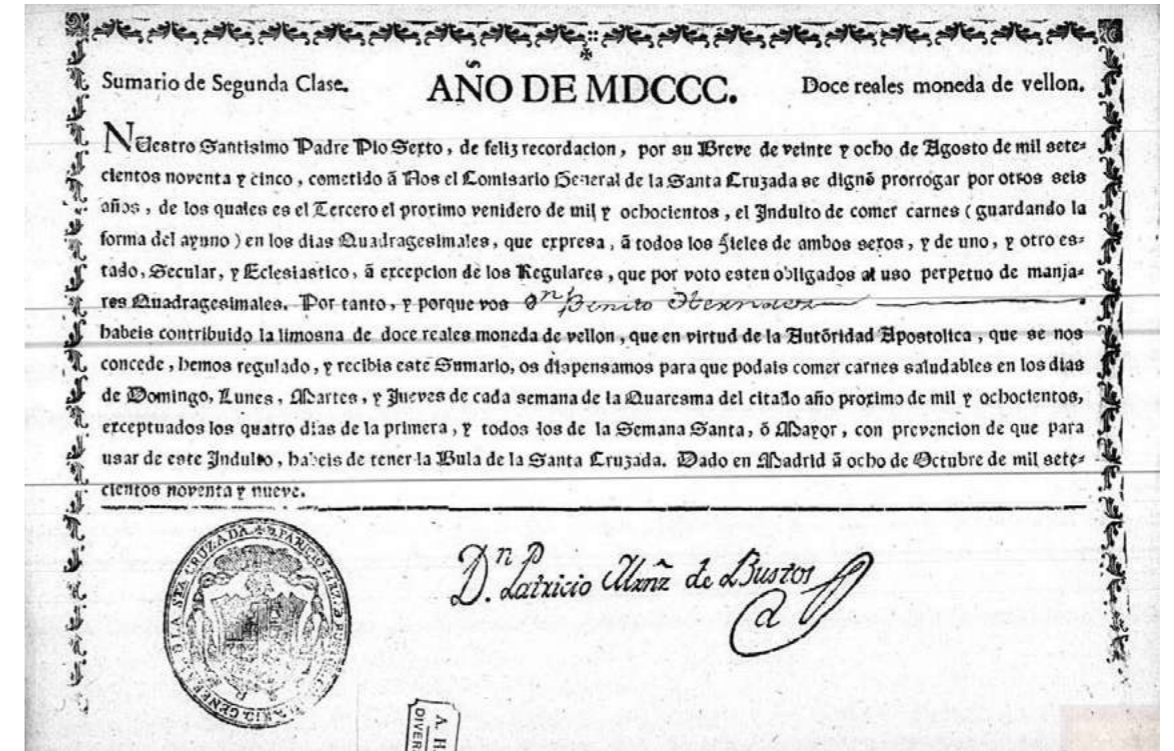 Sumario de Segunda Clase.
AÑO DE MDCCC.
Doce reales moneda de vellon.
Nuestro Santisimo Padre Pio Sexto, de feliz recordacion, por su Breve de veinte y ocho de Agosto de mil sete-
cientos noventa y cinco, cometido á Nos el Comisario General de la Santa Cruzada se dignó prorrogar por otros seis
años, de los quales es el Tercero el proximo venidero de mil y ochocientos, el Indulto de comer carnes (guardando la
forma del ayuno) en los dias Quadragesimales, que expresa, á todos los fieles de ambos sexos, y de uno, y otro es-
tado, Secular, y Eclesiastico, á excepcion de los Regulares, que por voto esten obligados al uso perpetuo de manja-
res Quadragesimales. Por tanto, y porque vos Dn Benito
habeis contribuido la limosna de doce reales moneda de vellon, que en virtud de la Autóridad Apostolica, que se nos
concede, hemos regulado, y recibis este Sumario, os dispensamos para que podais comer carnes saludables en los dias
de Domingo, Lunes, Martes, y Jueves de cada semana de la Quaresma del citado año proximo de mil y ochocientos,
exceptuados los quatro dias de la primera, y todos los de la Semana Santa, ó Mayor, con prevencion de que para
usar de este Indulto, habeis de tener la Bula de la Santa Cruzada. Dado en Madrid á ocho de Octubre de mil sete-
cientos noventa y nueve.
Dn. Patricio Mrnz de Bustos
A. H.